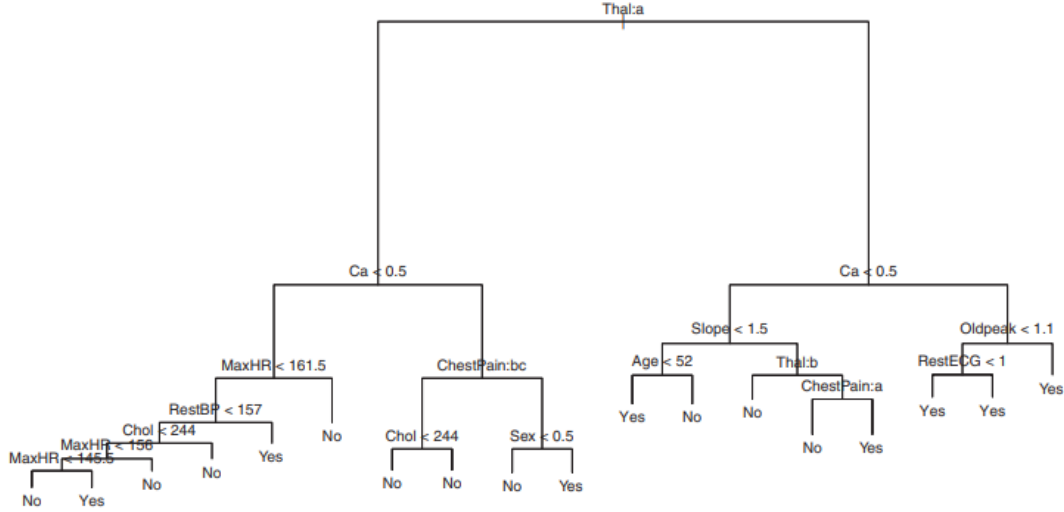 Thal:a
Ca < 0.5
Ca < 0.5
Slope < 1.5
Oldpeak < 1.1
MaxHR < 161.5
ChestPain:bc
Age < 52
Thal:b
RestECG < 1
ChestPain:a
Yes
RestBP < 157
No
Yes
No
No
Yes
Yes
Chol < 244
MaxHR < 156
MaxHR < 145.5
Chol < 244
Sex < 0.5
No
Yes
Yes
No
No
No
No
No
Yes
No
Yes